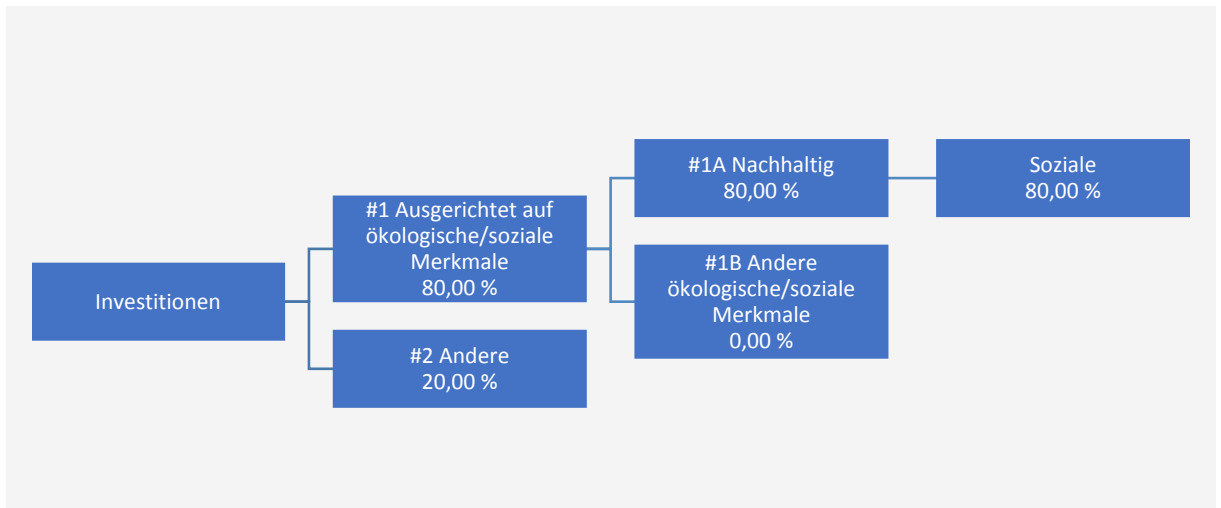 Investitionen
#1 Ausgerichtet auf
ökologische/soziale
Merkmale
80,00 %
#2 Andere
20,00 %
#1A Nachhaltig
80,00 %
#1B Andere
ökologische/soziale
Merkmale
0,00 %
Soziale
80,00 %